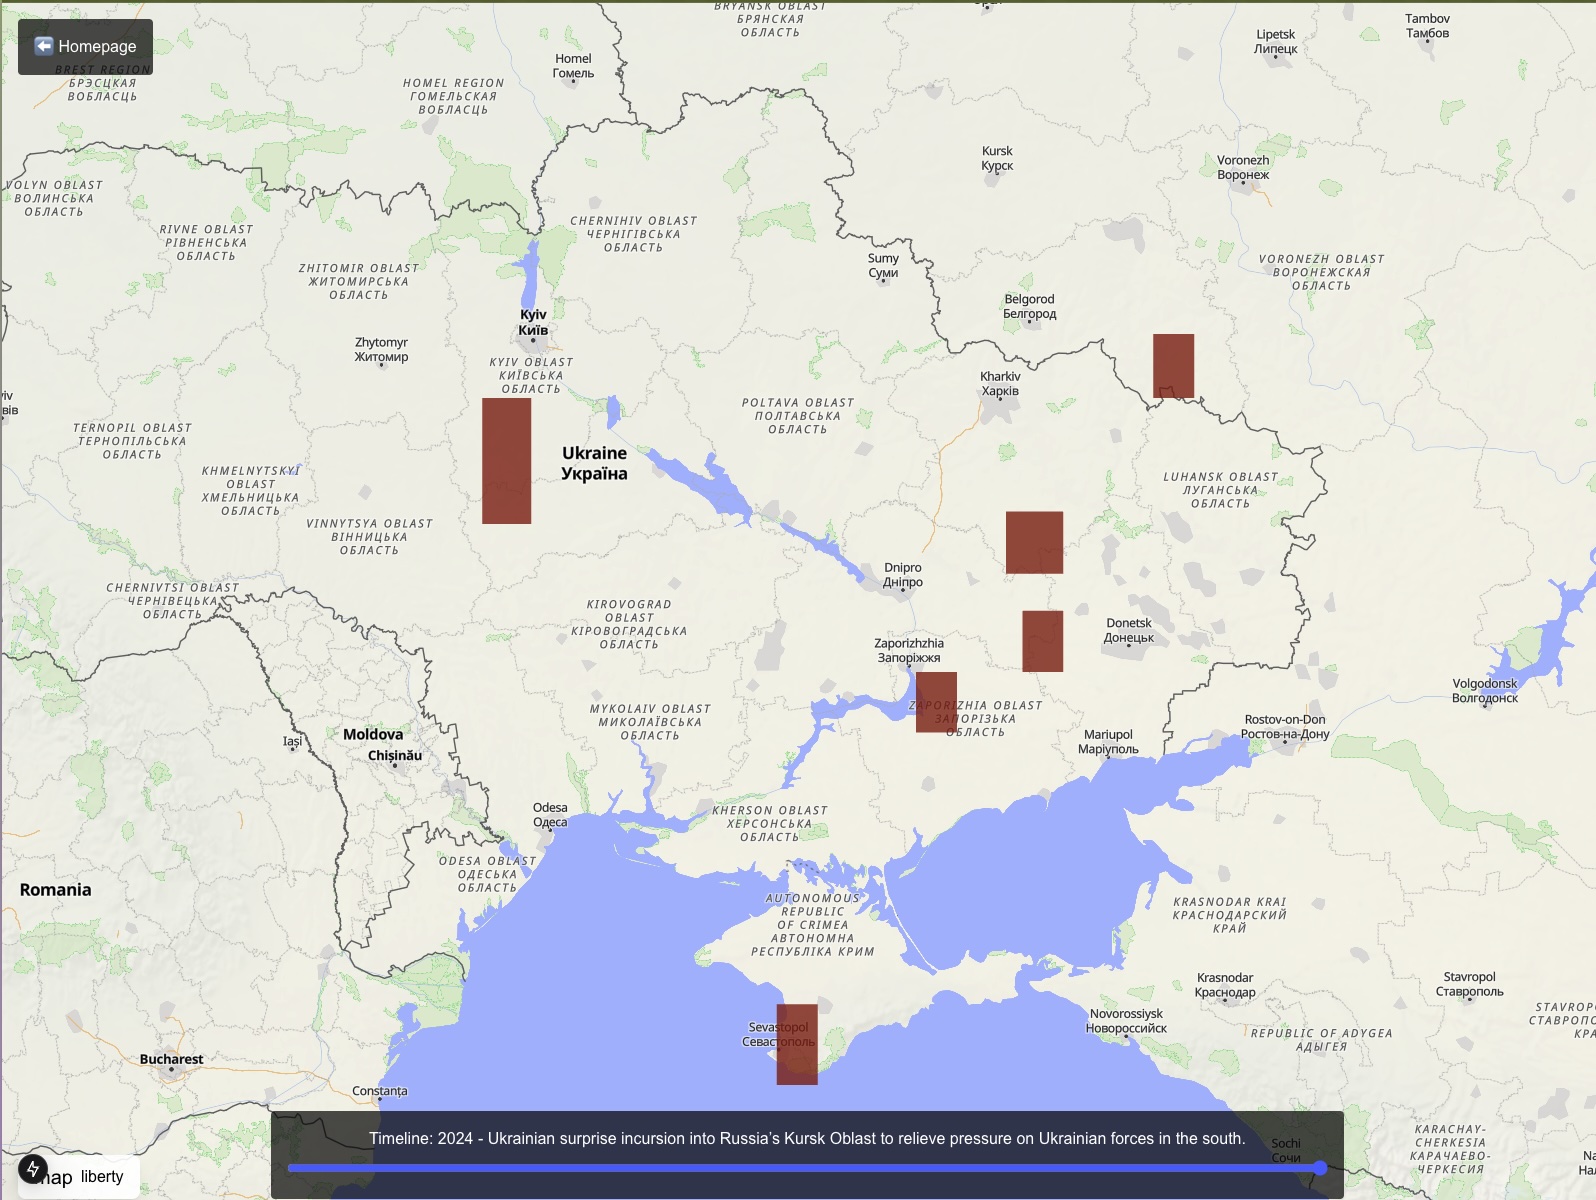 BRYANSK OBLAST
БРЯНСКАЯ
ОБЛАСТЬ
Tambov
Тамбов
Lipetsk
Липецк
Homepage
BREST REGION
БРЭСЦКАЯ
ВОБЛАСЦЬ
Homel
Гомель
HOMEL REGION
ГОМЕЛЬСКАЯ
ВОБЛАСЦЬ
Kursk
Курск
Voronezh
Воронеж
VOLYN OBLAST
ВОЛИНСЬКА
ОБЛАСТЬ
RIVNE OBLAST
РІВНЕНСЬКА
ОБЛАСТЬ
CHERNIHIV OBLAST
ЧЕРНІГІВСЬКА
ОБЛАСТЬ
ZHITOMIR OBLAST
ЖИТОМИРСЬКА
ОБЛАСТЬ
Sumy
Суми
VORONEZH OBLAST
ВОРОНЕЖСКАЯ
ОБЛАСТЬ
Belgorod
Белгород
Kyiv
Київ
Zhytomyr
Житомир
KYIV OBLAST
КИЇВСЬКА
ОБЛАСТЬ
Kharkiv
Харків
POLTAVA OBLAST
ПОЛТАВСЬКА
ОБЛАСТЬ
TERNOPIL OBLAST
ТЕРНОПІЛЬСЬКА
ОБЛАСТЬ
Ukraine
Україна
KHMELNYTSKYI
OBLAST
ХМЕЛЬНИЦЬКА
ОБЛАСТЬ
LUHANSK OBLAST
ЛУГАНСЬКА
ОБЛАСТЬ
VINNYTSYA OBLAST
ВІННИЦЬКА
ОБЛАСТЬ
Dnipro
Дніпро
CHERNIVTSI OBLAST
ЧЕРНІВЕЦЬКА
ОБЛАСТЬ
KIROVOGRAD
OBLAST
КІРОВОГРАДСЬКА
ОБЛАСТЬ
Donetsk
Донецьк
Zaporizhzhia
Запоріжжя
Volgodonsk
Волгодонск
MYKOLAIV OBLAST
МИКОЛАЇВСЬКА
ОБЛАСТЬ
ZAPORIZHIA OBLAST
ЗАПОРІЗЬКА
ОБЛАСТЬ
Rostov-on-Don
Ростов-на-Дону
Iași
Moldova
Chișinău
Mariupol
Маріуполь
Odesa
Одеса
KHERSON OBLAST
ХЕРСОНСЬКА
ОБЛАСТЬ
ODESA OBLAST
ОДЕСЬКА
ОБЛАСТЬ
Romania
AUTONOMOUS
REPUBLIC
OF CRIMEA
АВТОНОМНА
РЕСПУБЛІКА КРИМ
KRASNODAR KRAI
КРАСНОДАРСКИЙ
КРАЙ
Krasnodar
Краснодар
Stavropol
Ставрополь
Novorossiysk
Новороссийск
REPUBLIC OF ADYGEA
АДЫГЕЯ
Sevastopol
Севастополь
Bucharest
Constanța
KARACHAY-
CHERKESIA
КАРАЧАЕВО-
ЧЕРКЕСИЯ
Timeline: 2024 - Ukrainian surprise incursion into Russia’s Kursk Oblast to relieve pressure on Ukrainian forces in the south.
Sochi
Сочи
liberty